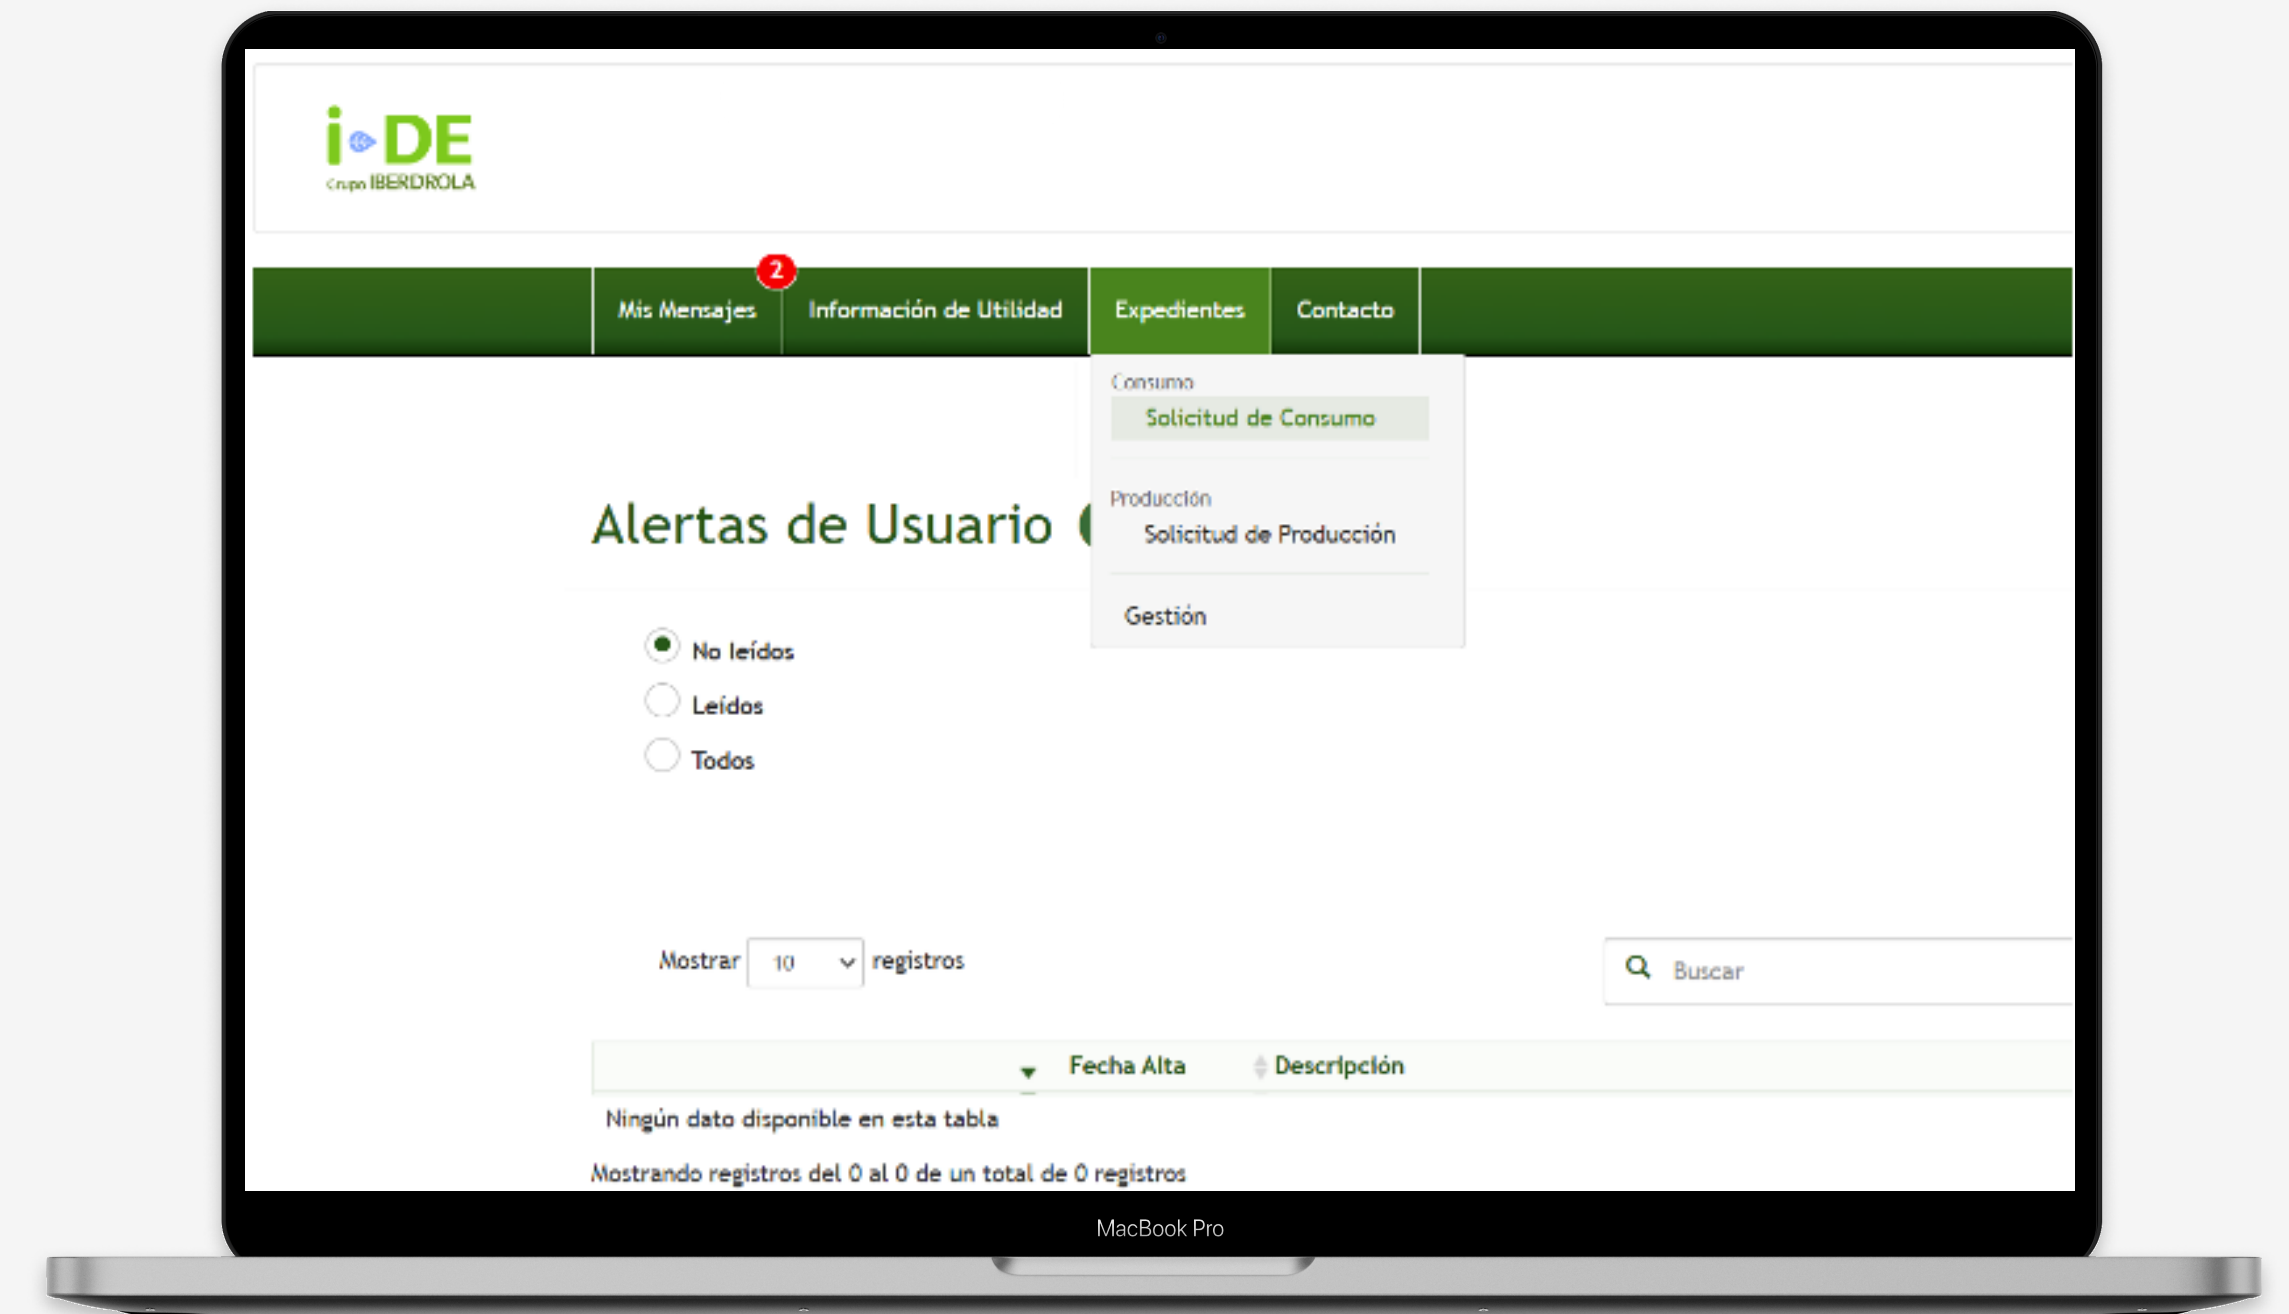 i DE
Grupo IBERDROLA
Mis Mensajes 2 Información de Utilidad Expedientes Contacto
Consumo
Solicitud de Consumo
Producción
Solicitud de Producción
Gestión
Alertas de Usuario
No leídos
Leídos
Todos
Mostrar 10 registros
Buscar
Fecha Alta Descripción
Ningún dato disponible en esta tabla
Mostrando registros del 0 al 0 de un total de 0 registros
MacBook Pro